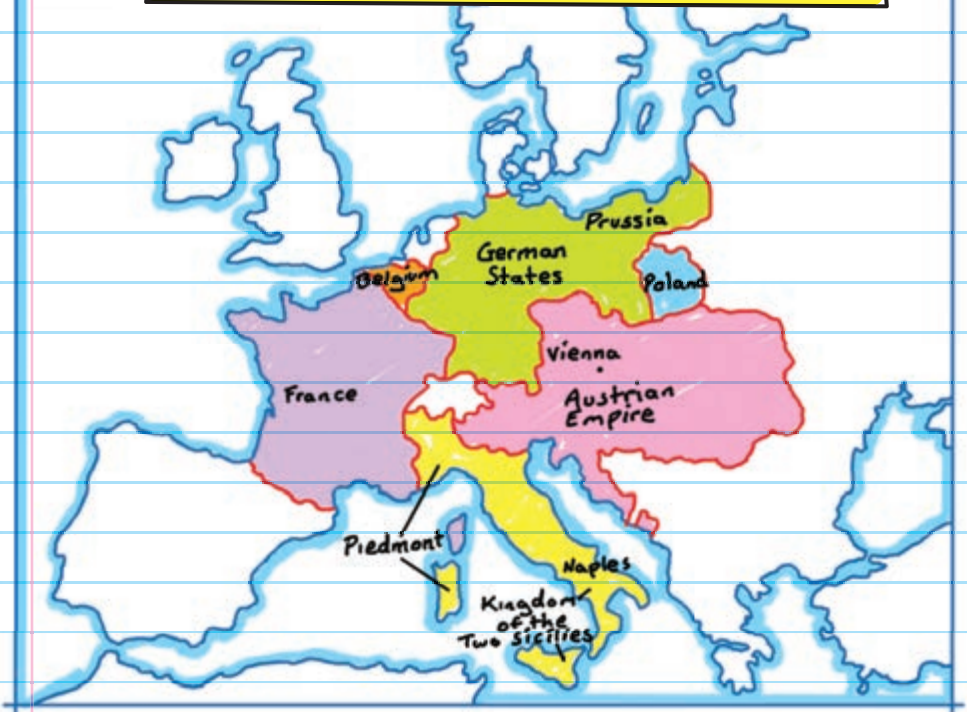 Prussia
German
States
Belgium
Poland
Vienna
France
Austrian
Empire
Piedmont
Naples
Kingdom
of the
Two Sicilies